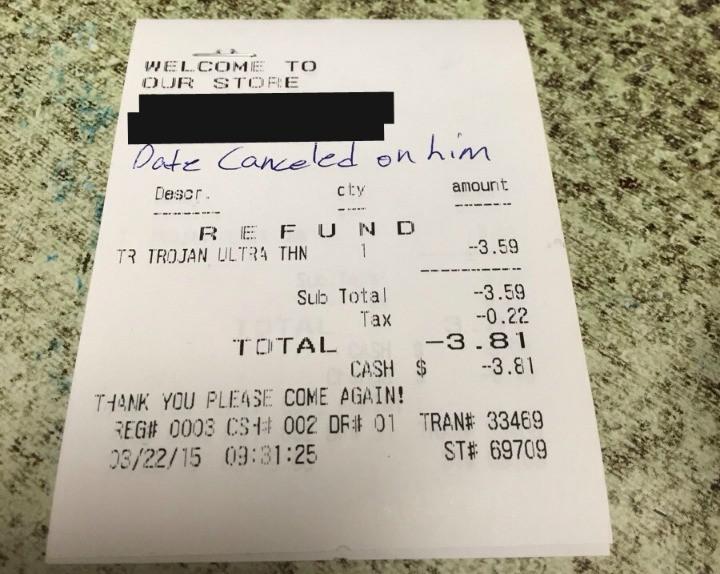 WELCOME TO
OUR STORE
Date Canceled on him
Descr. qty amount
REFUND
TR TROJAN ULTRA THN 1 -3.59
Sub Total -3.59
Tax -0.22
TOTAL -3.81
CASH $ -3.81
THANK YOU PLEASE COME AGAIN!
REG# 0003 CSH# 002 DR# 01 TRAN# 33469
03/22/15 09:31:25 ST# 69709